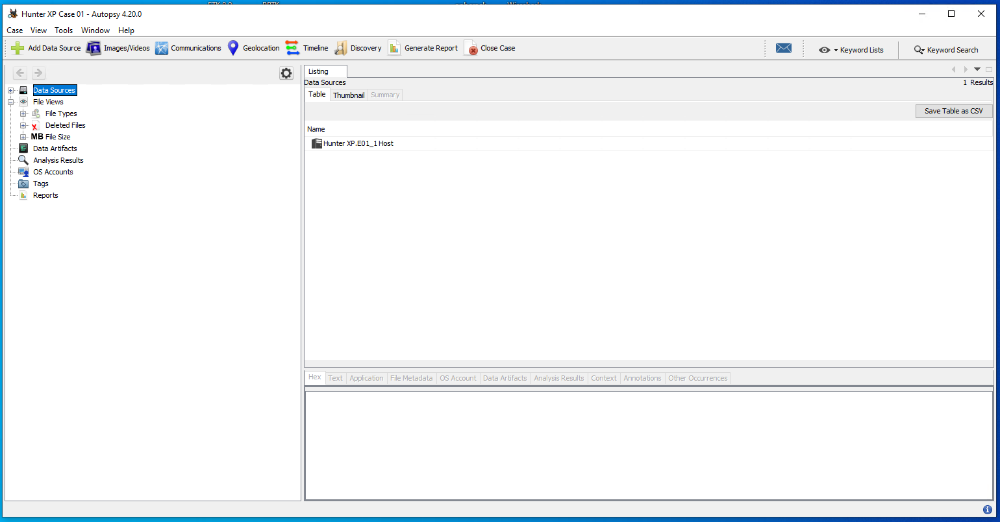 Hunter XP Case 01 - Autopsy 4.20.0
Case View Tools Window Help
Add Data Source Images/Videos Communications Geolocation Timeline Discovery Generate Report Close Case Keyword Lists Keyword Search
Data Sources
File Views
File Types
Deleted Files
MB File Size
Data Artifacts
Analysis Results
OS Accounts
Tags
Reports
Listing
Data Sources 1 Results
Table Thumbnail Summary
Save Table as CSV
Name
Hunter XP.E01_1 Host
Hex Text Application File Metadata OS Account Data Artifacts Analysis Results Context Annotations Other Occurrences